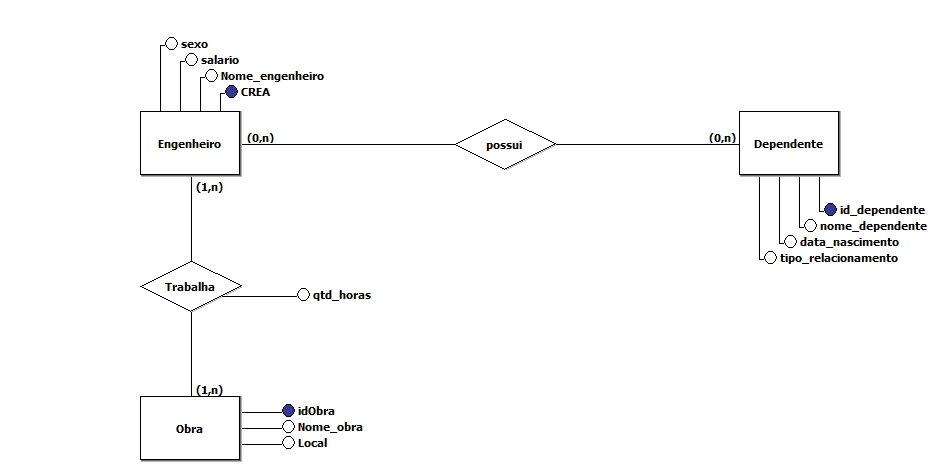 sexo
salario
Nome_engenheiro
CREA
Engenheiro
(0,n)
possui
(0,n)
Dependente
(1,n)
id_dependente
nome_dependente
data_nascimento
tipo_relacionamento
Trabalha
qtd_horas
(1,n)
idObra
Nome_obra
Obra
Local